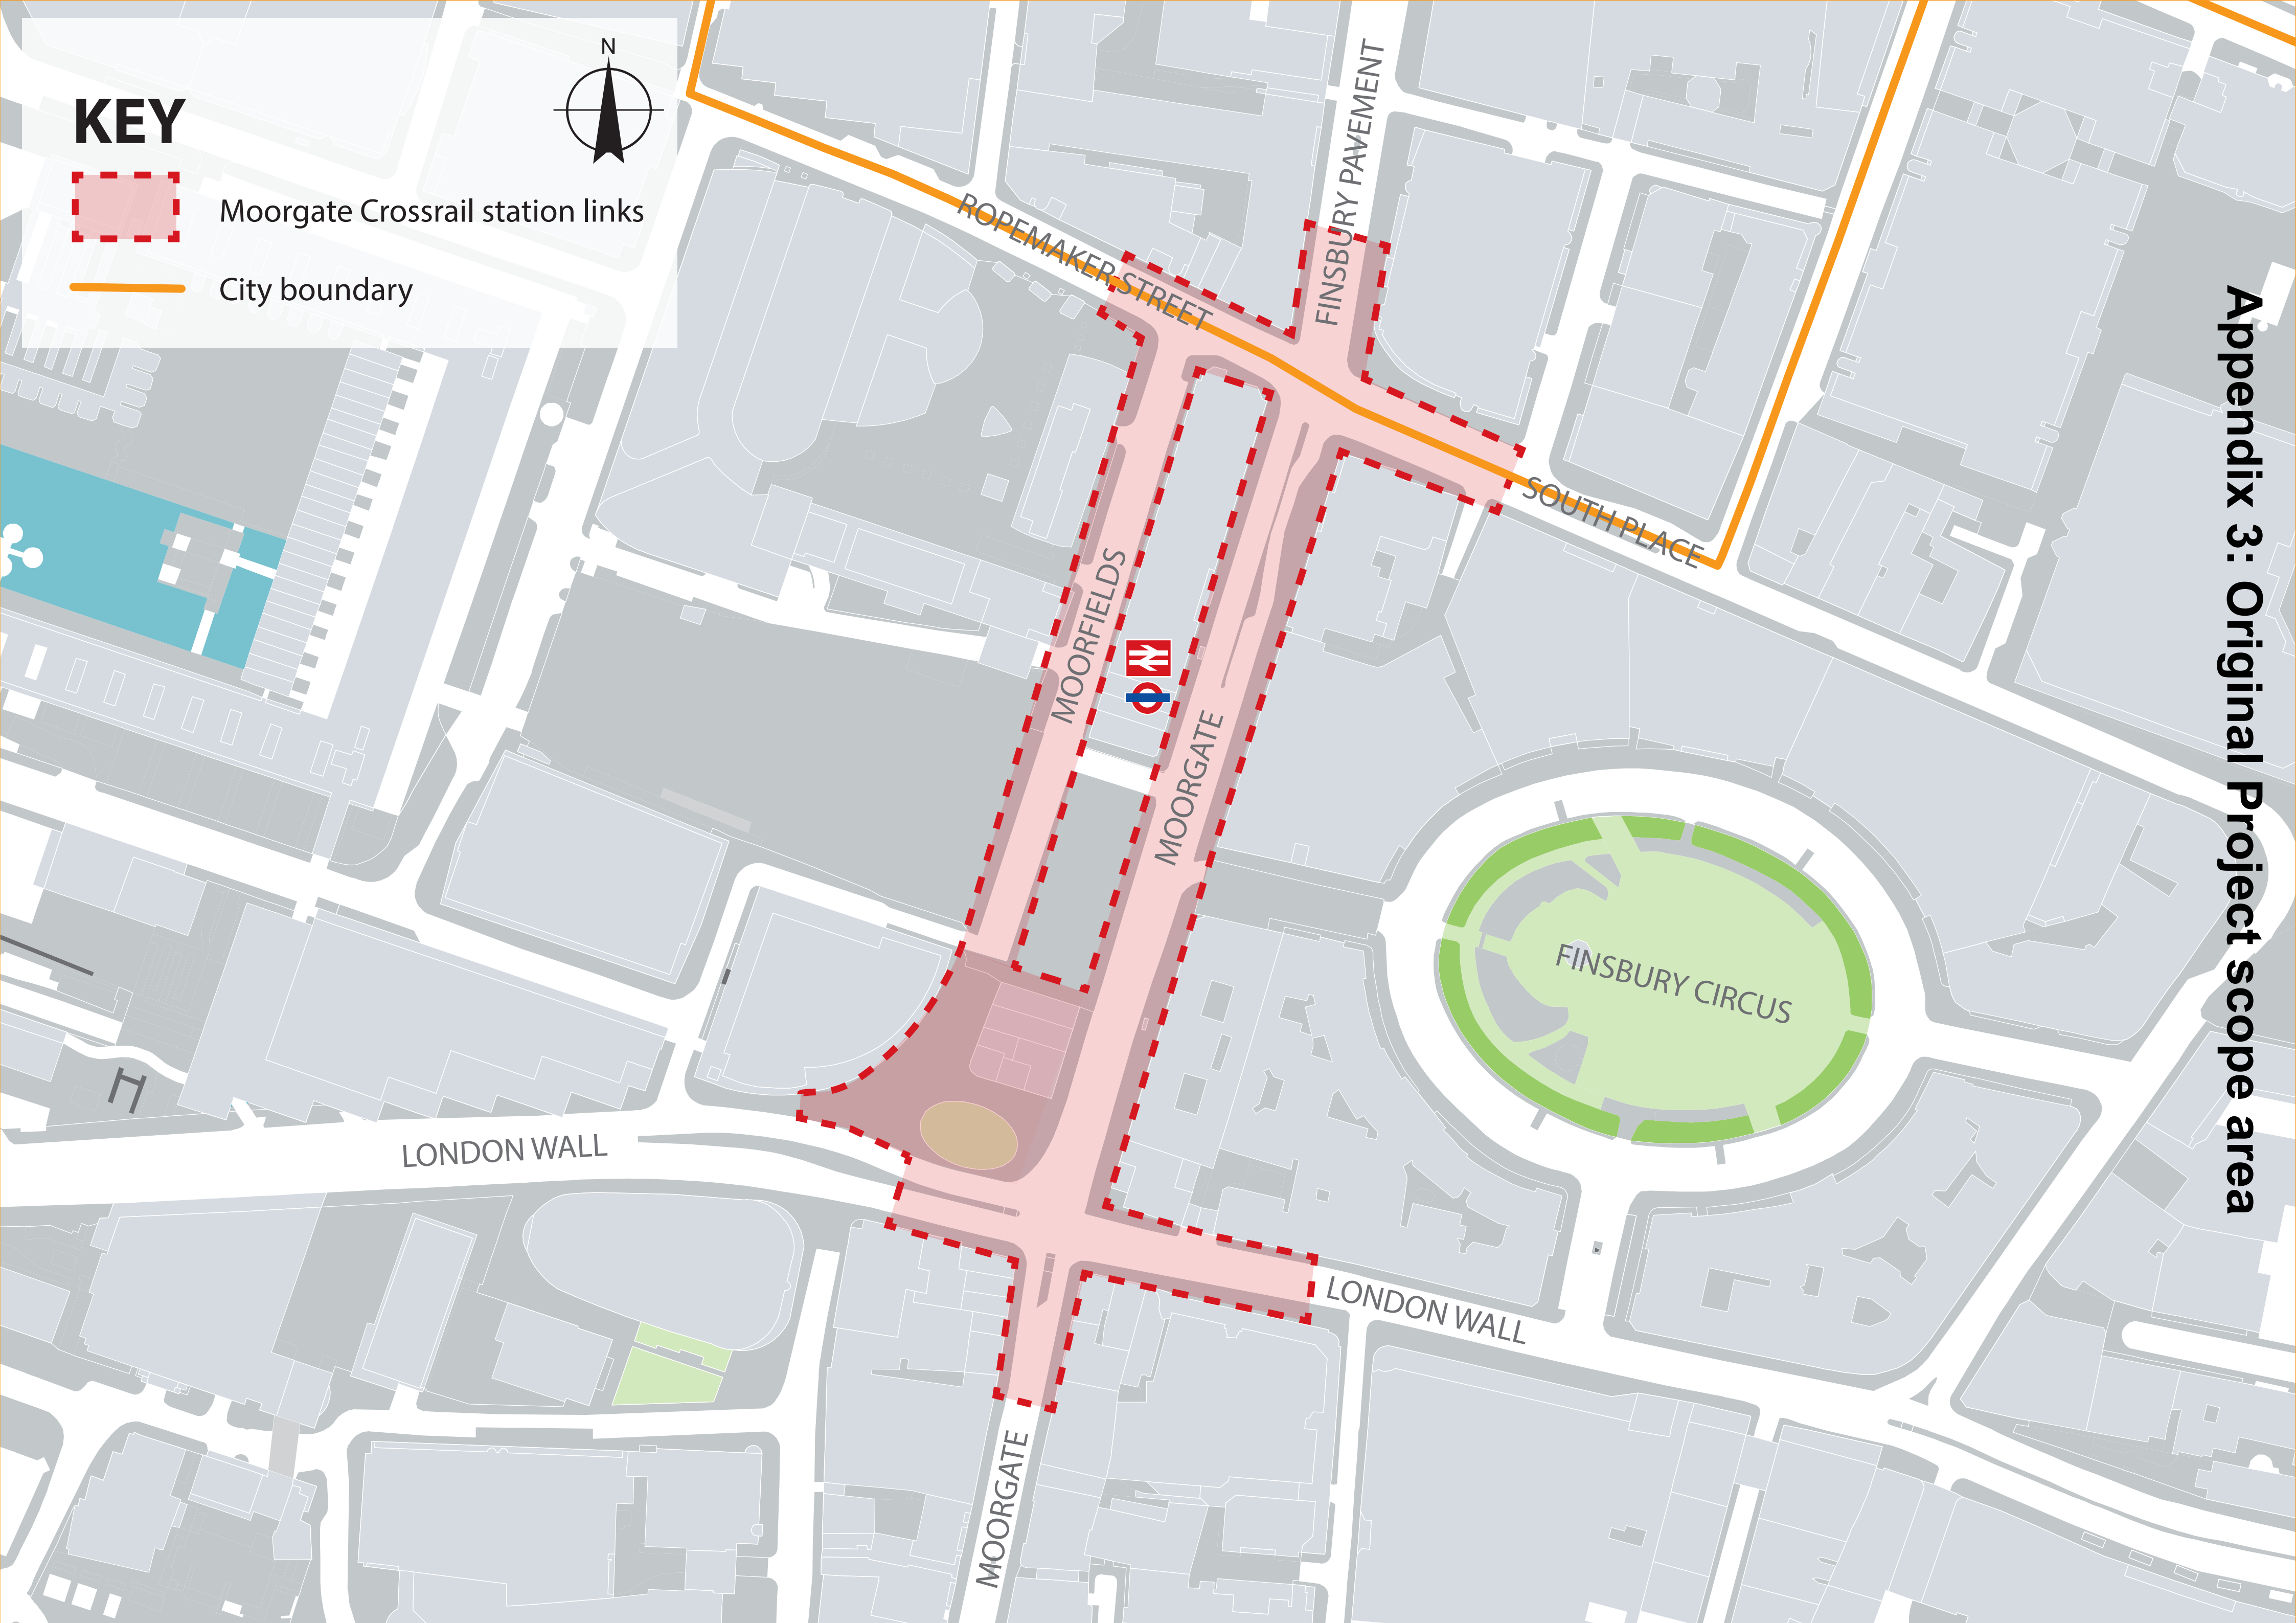 N
KEY
Moorgate Crossrail station links
City boundary
FINSBURY PAVEMENT
ROPEMAKER STREET
SOUTH PLACE
MOORFIELDS
MOORGATE
FINSBURY CIRCUS
LONDON WALL
LONDON WALL
MOORGATE
Appendix 3: Original Project scope area